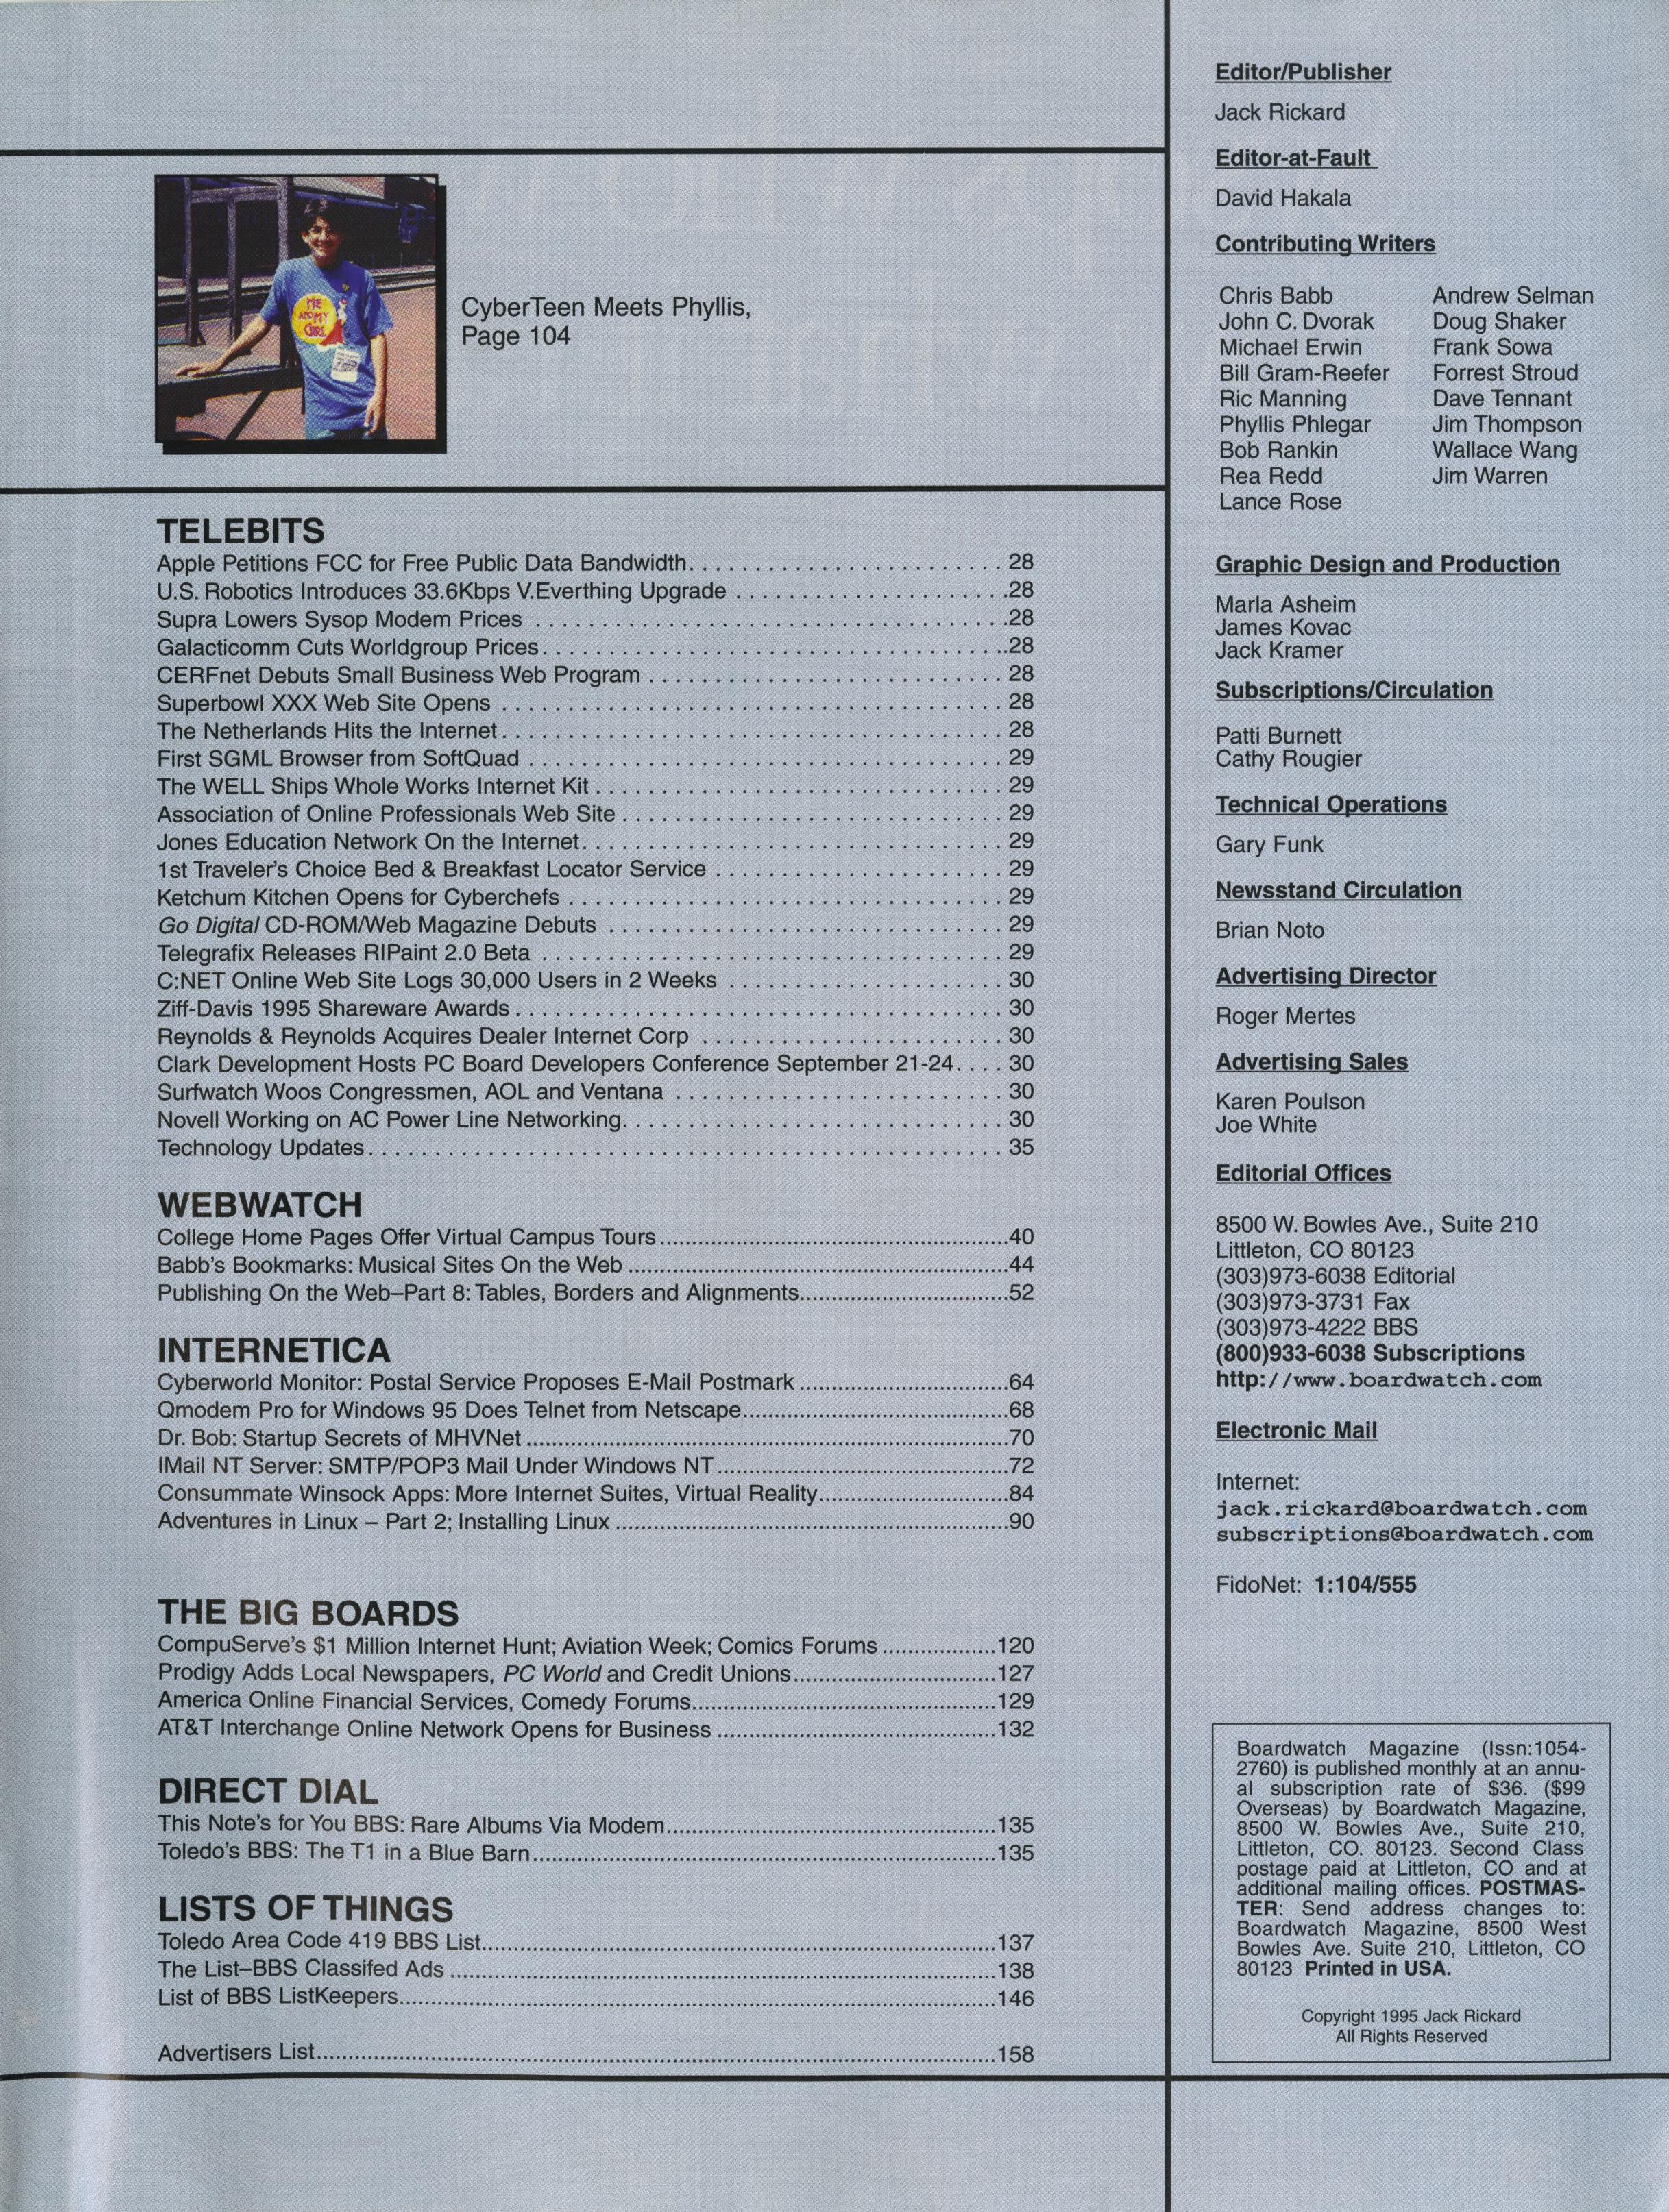 CyberTeen Meets Phyllis,
Page 104
ME
AND MY
GIRL
TELEBITS
Apple Petitions FCC for Free Public Data Bandwidth. . . . . . . . . . . . . . . . . . . . . . . . 28
U.S. Robotics Introduces 33.6Kbps V.Everthing Upgrade . . . . . . . . . . . . . . . . . . . . .28
Supra Lowers Sysop Modem Prices . . . . . . . . . . . . . . . . . . . . . . . . . . . . . . . . . . . .28
Galacticomm Cuts Worldgroup Prices. . . . . . . . . . . . . . . . . . . . . . . . . . . . . . . . . . ..28
CERFnet Debuts Small Business Web Program . . . . . . . . . . . . . . . . . . . . . . . . . . . 28
Superbowl XXX Web Site Opens . . . . . . . . . . . . . . . . . . . . . . . . . . . . . . . . . . . . . . 28
The Netherlands Hits the Internet. . . . . . . . . . . . . . . . . . . . . . . . . . . . . . . . . . . . . . 28
First SGML Browser from SoftQuad . . . . . . . . . . . . . . . . . . . . . . . . . . . . . . . . . . . . 29
The WELL Ships Whole Works Internet Kit . . . . . . . . . . . . . . . . . . . . . . . . . . . . . . . 29
Association of Online Professionals Web Site . . . . . . . . . . . . . . . . . . . . . . . . . . . . . 29
Jones Education Network On the Internet. . . . . . . . . . . . . . . . . . . . . . . . . . . . . . . . 29
1st Traveler's Choice Bed & Breakfast Locator Service . . . . . . . . . . . . . . . . . . . . . . 29
Ketchum Kitchen Opens for Cyberchefs . . . . . . . . . . . . . . . . . . . . . . . . . . . . . . . . . 29
Go Digital CD-ROM/Web Magazine Debuts . . . . . . . . . . . . . . . . . . . . . . . . . . . . . . 29
Telegrafix Releases RIPaint 2.0 Beta . . . . . . . . . . . . . . . . . . . . . . . . . . . . . . . . . . . 29
C:NET Online Web Site Logs 30,000 Users in 2 Weeks . . . . . . . . . . . . . . . . . . . . . 30
Ziff-Davis 1995 Shareware Awards . . . . . . . . . . . . . . . . . . . . . . . . . . . . . . . . . . . . . 30
Reynolds & Reynolds Acquires Dealer Internet Corp . . . . . . . . . . . . . . . . . . . . . . . 30
Clark Development Hosts PC Board Developers Conference September 21-24. . . . 30
Surfwatch Woos Congressmen, AOL and Ventana . . . . . . . . . . . . . . . . . . . . . . . . . 30
Novell Working on AC Power Line Networking. . . . . . . . . . . . . . . . . . . . . . . . . . . . . 30
Technology Updates. . . . . . . . . . . . . . . . . . . . . . . . . . . . . . . . . . . . . . . . . . . . . . . . 35
WEBWATCH
College Home Pages Offer Virtual Campus Tours........................................40
Babb's Bookmarks: Musical Sites On the Web ........................................44
Publishing On the Web–Part 8: Tables, Borders and Alignments........................................52
INTERNETICA
Cyberworld Monitor: Postal Service Proposes E-Mail Postmark ........................................64
Qmodem Pro for Windows 95 Does Telnet from Netscape........................................68
Dr. Bob: Startup Secrets of MHVNet ........................................70
IMail NT Server: SMTP/POP3 Mail Under Windows NT........................................72
Consummate Winsock Apps: More Internet Suites, Virtual Reality........................................84
Adventures in Linux – Part 2; Installing Linux ........................................90
THE BIG BOARDS
CompuServe's $1 Million Internet Hunt; Aviation Week; Comics Forums .................120
Prodigy Adds Local Newspapers, PC World and Credit Unions..............................127
America Online Financial Services, Comedy Forums........................................129
AT&T Interchange Online Network Opens for Business ........................................132
DIRECT DIAL
This Note's for You BBS: Rare Albums Via Modem........................................135
Toledo's BBS: The T1 in a Blue Barn........................................135
LISTS OF THINGS
Toledo Area Code 419 BBS List........................................137
The List–BBS Classifed Ads ........................................138
List of BBS ListKeepers........................................146
Advertisers List........................................158
Editor/Publisher
Jack Rickard
Editor-at-Fault
David Hakala
Contributing Writers
Chris Babb
John C. Dvorak
Michael Erwin
Bill Gram-Reefer
Ric Manning
Phyllis Phlegar
Bob Rankin
Rea Redd
Lance Rose
Andrew Selman
Doug Shaker
Frank Sowa
Forrest Stroud
Dave Tennant
Jim Thompson
Wallace Wang
Jim Warren
Graphic Design and Production
Marla Asheim
James Kovac
Jack Kramer
Subscriptions/Circulation
Patti Burnett
Cathy Rougier
Technical Operations
Gary Funk
Newsstand Circulation
Brian Noto
Advertising Director
Roger Mertes
Advertising Sales
Karen Poulson
Joe White
Editorial Offices
8500 W. Bowles Ave., Suite 210
Littleton, CO 80123
(303)973-6038 Editorial
(303)973-3731 Fax
(303)973-4222 BBS
(800)933-6038 Subscriptions
http://www.boardwatch.com
Electronic Mail
Internet:
jack.rickard@boardwatch.com
subscriptions@boardwatch.com
FidoNet: 1:104/555
Boardwatch Magazine (Issn:1054-
2760) is published monthly at an annu-
al subscription rate of $36. ($99
Overseas) by Boardwatch Magazine,
8500 W. Bowles Ave., Suite 210,
Littleton, CO. 80123. Second Class
postage paid at Littleton, CO and at
additional mailing offices. POSTMAS-
TER: Send address changes to:
Boardwatch Magazine, 8500 West
Bowles Ave. Suite 210, Littleton, CO
80123 Printed in USA.
Copyright 1995 Jack Rickard
All Rights Reserved